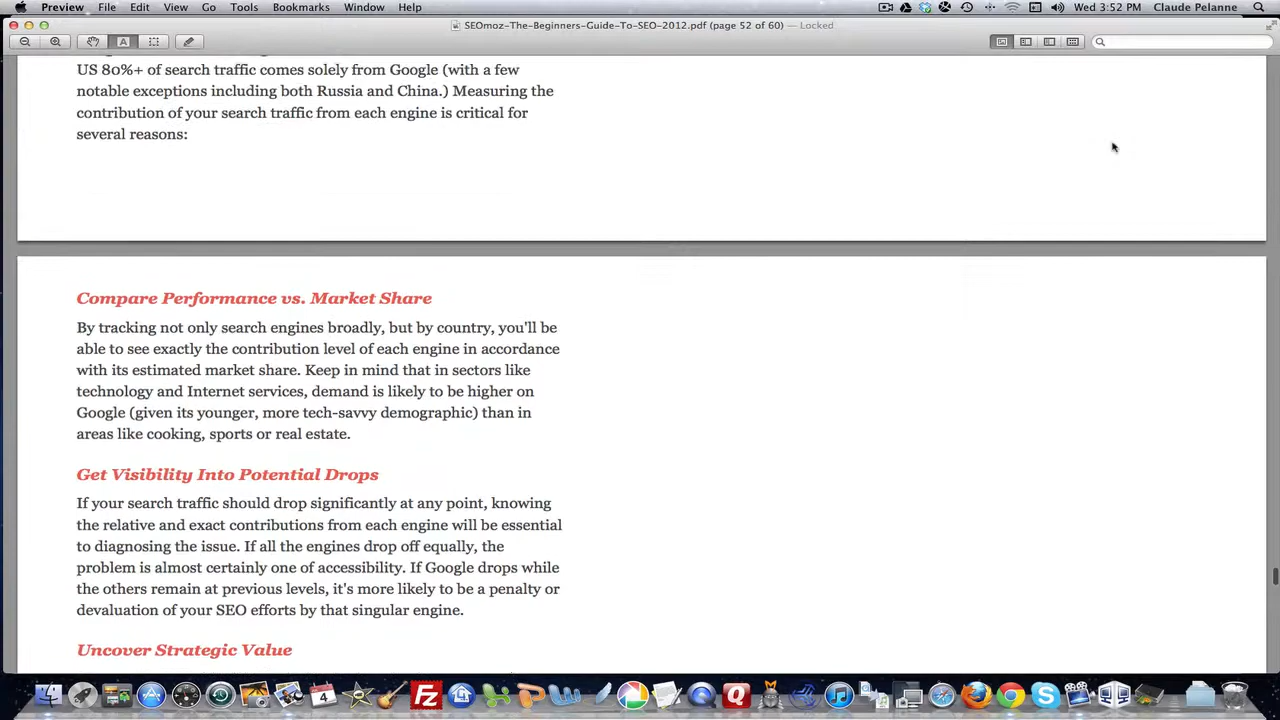 Preview File Edit View Go Tools Bookmarks Window Help Wed 3:52 PM Claude Pelanne
SEOmoz-The-Beginners-Guide-To-SEO-2012.pdf (page 52 of 60) — Locked
US 80%+ of search traffic comes solely from Google (with a few
notable exceptions including both Russia and China.) Measuring the
contribution of your search traffic from each engine is critical for
several reasons:
Compare Performance vs. Market Share
By tracking not only search engines broadly, but by country, you'll be
able to see exactly the contribution level of each engine in accordance
with its estimated market share. Keep in mind that in sectors like
technology and Internet services, demand is likely to be higher on
Google (given its younger, more tech-savvy demographic) than in
areas like cooking, sports or real estate.
Get Visibility Into Potential Drops
If your search traffic should drop significantly at any point, knowing
the relative and exact contributions from each engine will be essential
to diagnosing the issue. If all the engines drop off equally, the
problem is almost certainly one of accessibility. If Google drops while
the others remain at previous levels, it's more likely to be a penalty or
devaluation of your SEO efforts by that singular engine.
Uncover Strategic Value